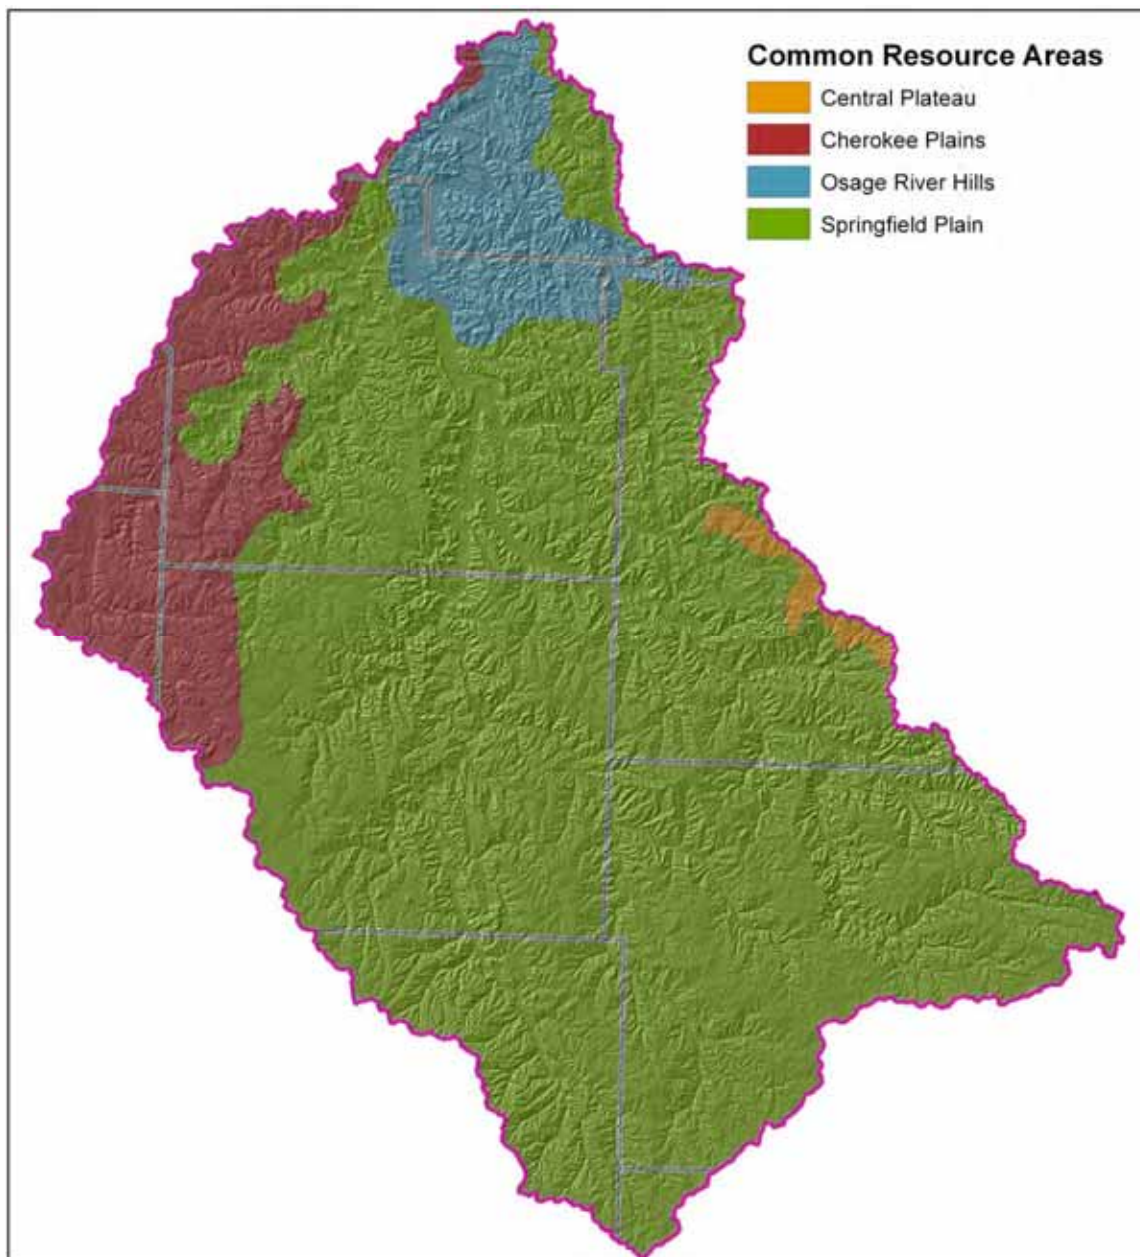 Common Resource Areas
Central Plateau
Cherokee Plains
Osage River Hills
Springfield Plain